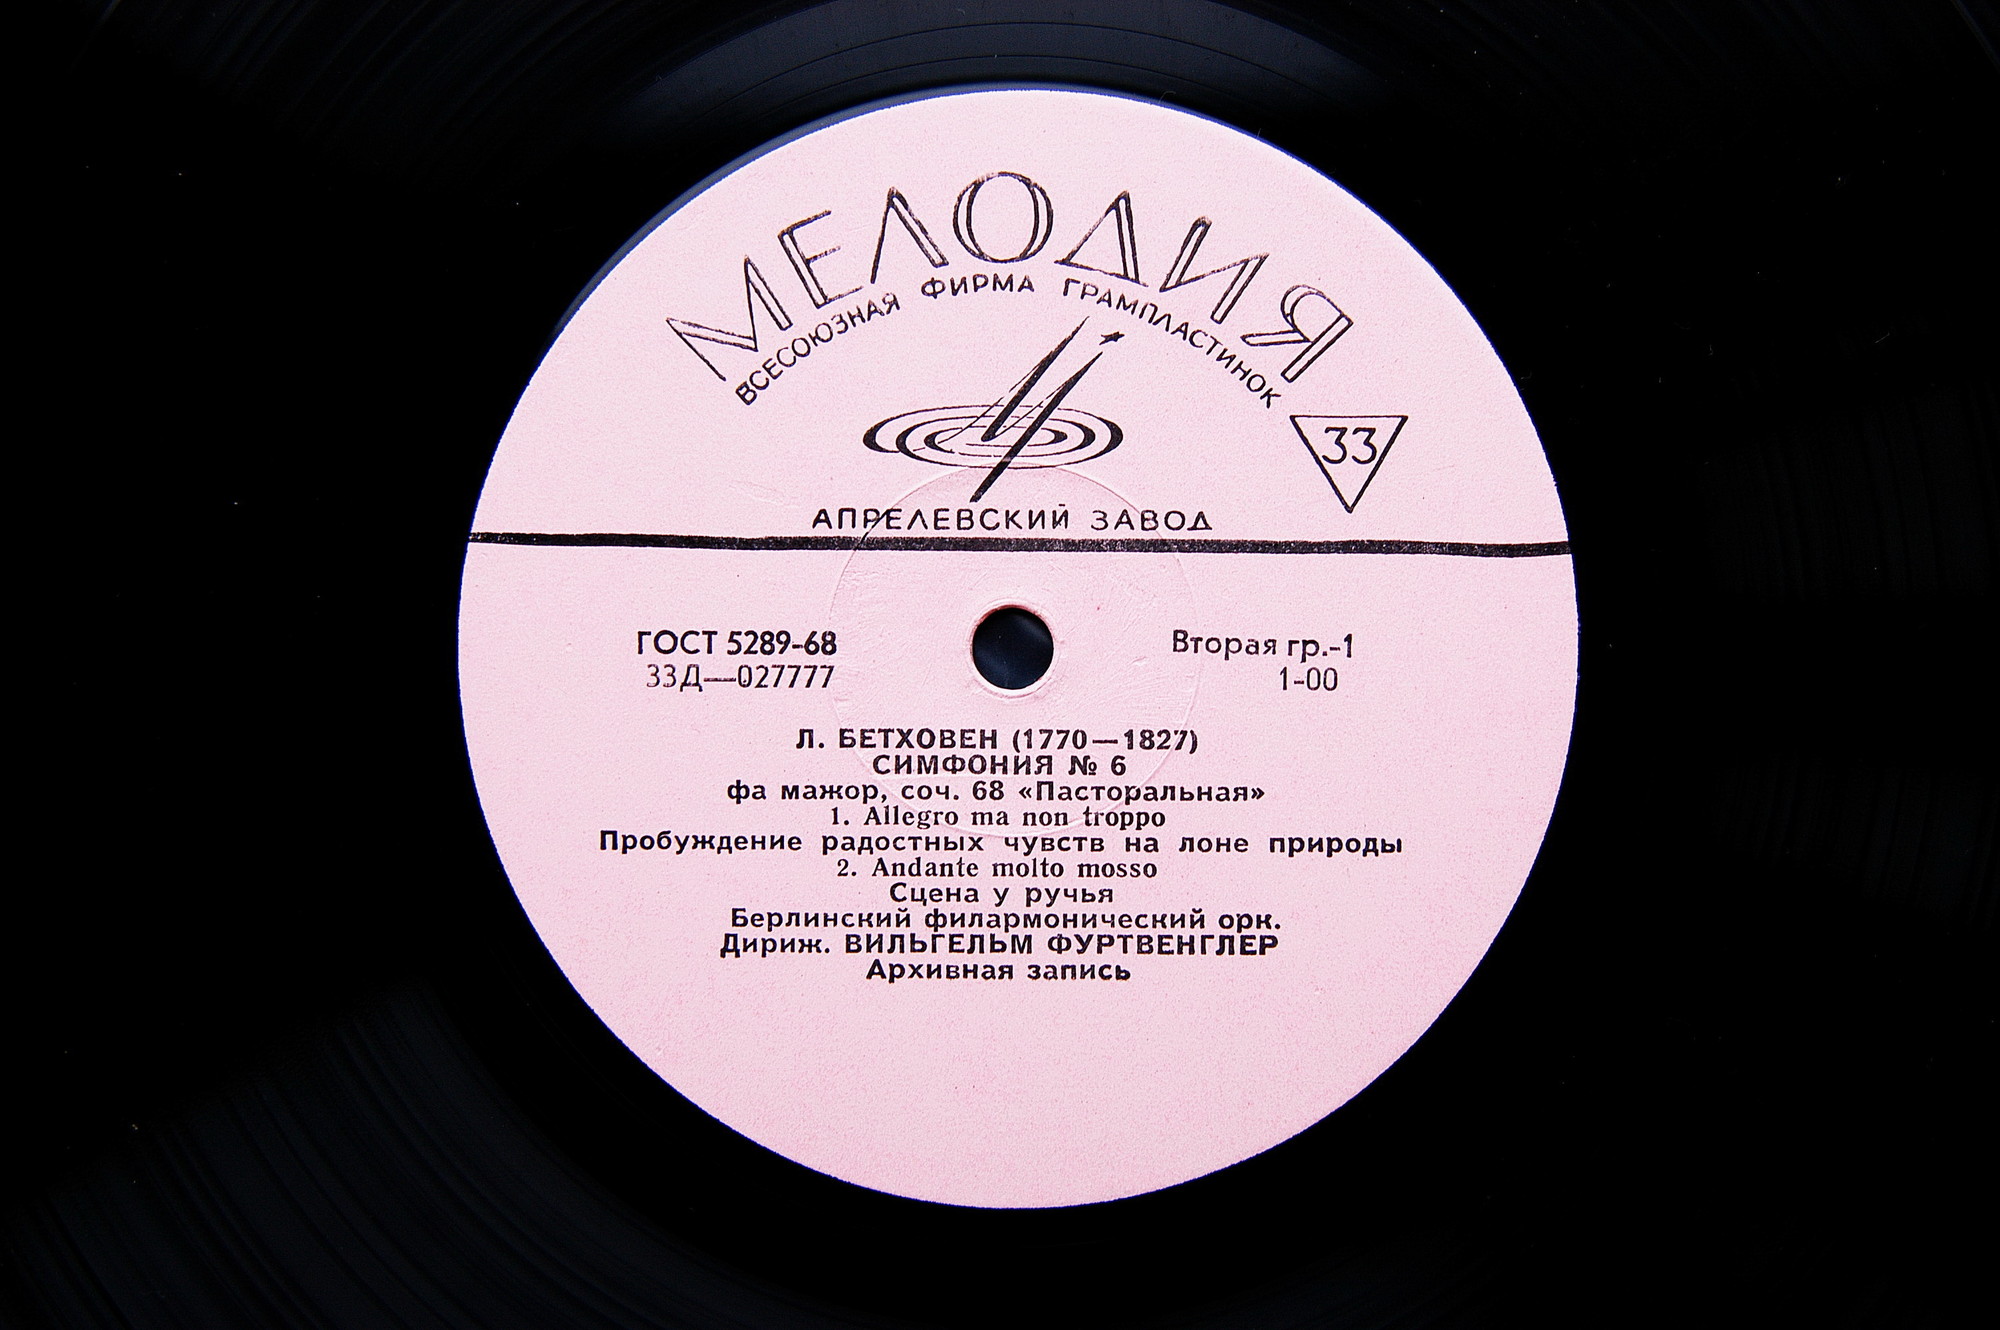 МЕЛОДИЯ
ВСЕСОЮЗНАЯ ФИРМА ГРАМПЛАСТИНОК
33
АПРЕЛЕВСКИЙ ЗАВОД
ГОСТ 5289-68
33Д—027777
Вторая гр.-1
1-00
Л. БЕТХОВЕН (1770—1827)
СИМФОНИЯ № 6
фа мажор, соч. 68 «Пасторальная»
1. Allegro ma non troppo
Пробуждение радостных чувств на лоне природы
2. Andante molto mosso
Сцена у ручья
Берлинский филармонический орк.
Дириж. ВИЛЬГЕЛЬМ ФУРТВЕНГЛЕР
Архивная запись